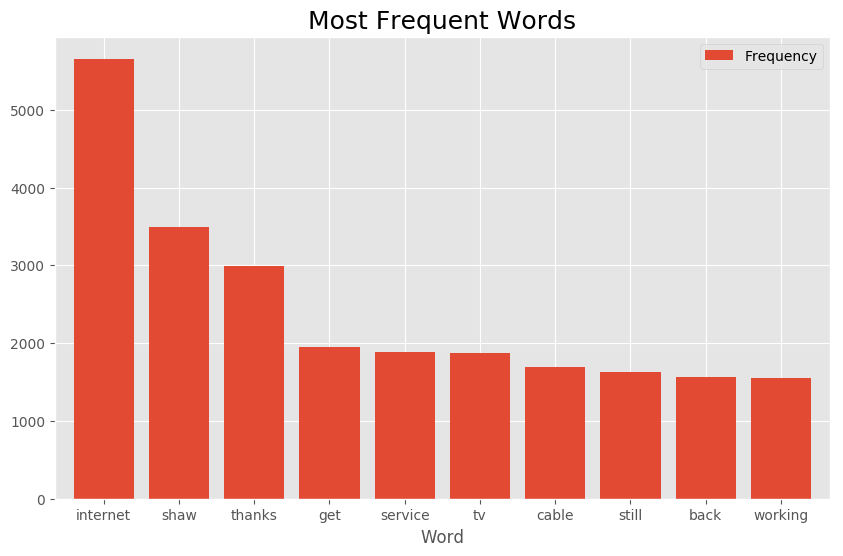 Most Frequent Words
Frequency
5000
4000
3000
2000
1000
0
internet shaw thanks get service tv cable still back working
Word